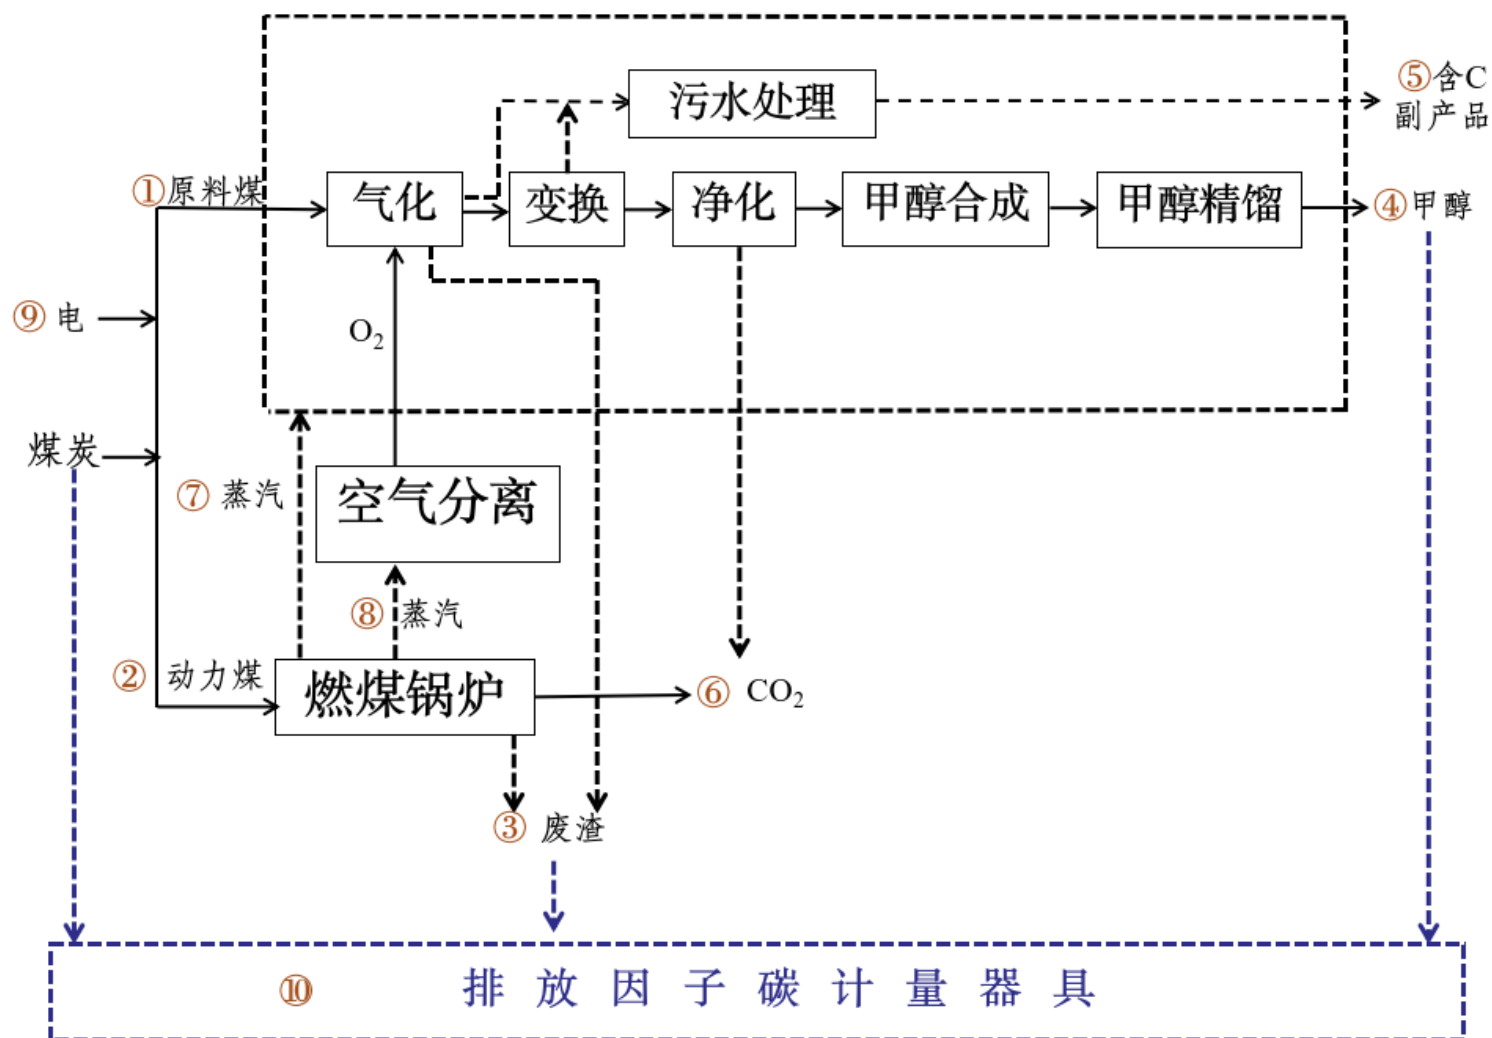 污水处理
⑤含C
副产品
①原料煤
气化
变换
净化
甲醇合成
甲醇精馏
④甲醇
⑨ 电
O₂
煤炭
⑦ 蒸汽
空气分离
⑧ 蒸汽
② 动力煤
燃煤锅炉
⑥ CO₂
③ 废渣
⑩ 排放因子碳计量器具